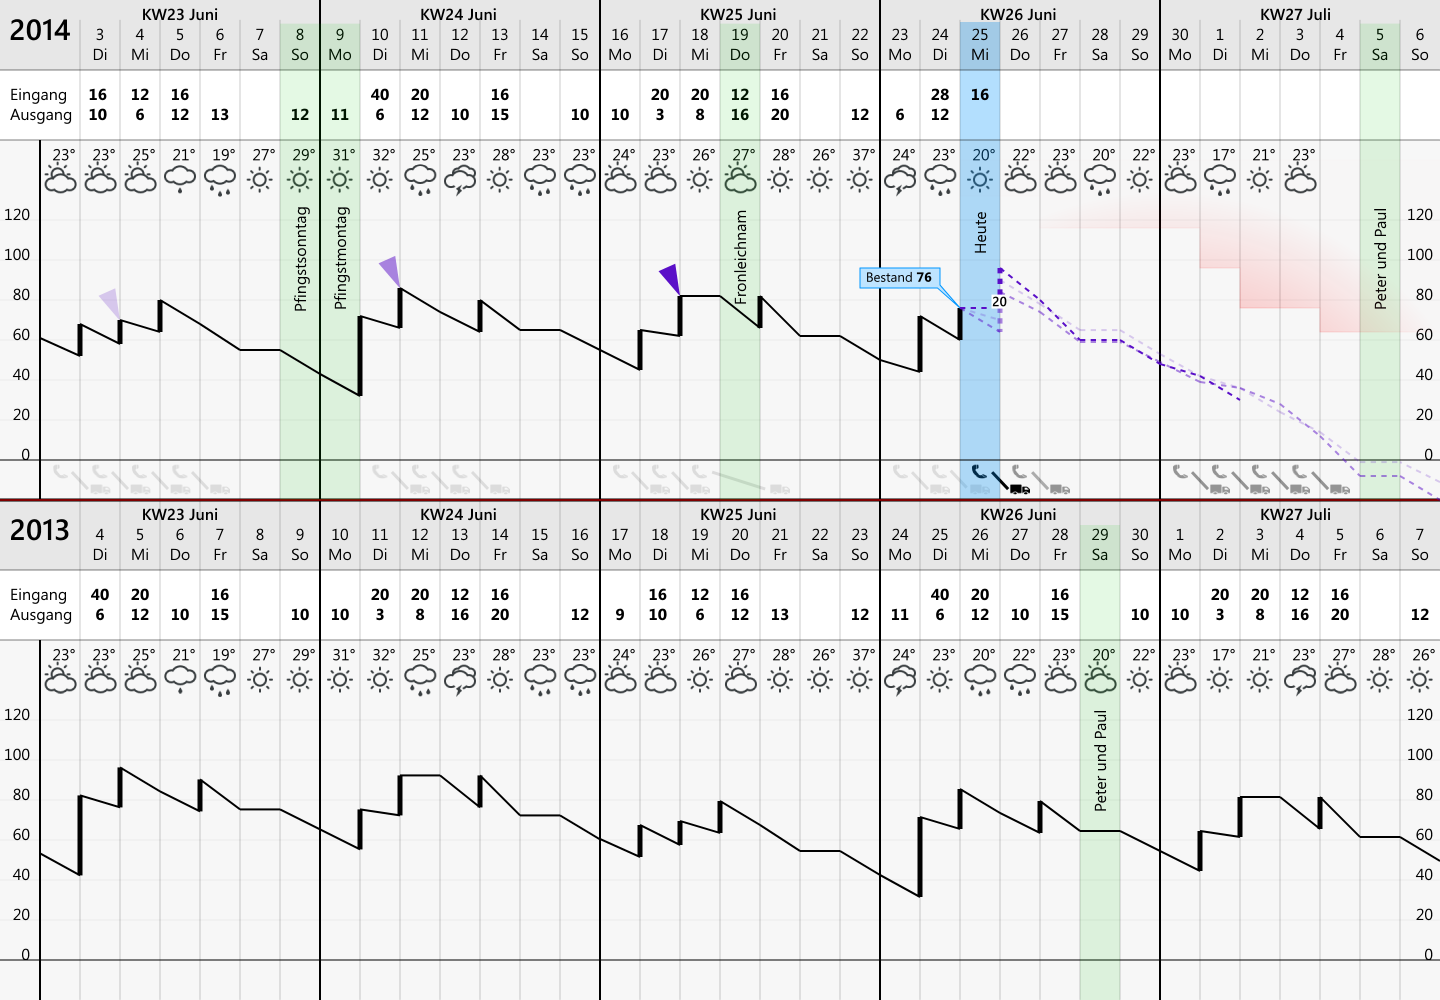 KW23 Juni KW24 Juni KW25 Juni KW26 Juni KW27 Juli
2014
3 4 5 6 7 8 9 10 11 12 13 14 15 16 17 18 19 20 21 22 23 24 25 26 27 28 29 30 1 2 3 4 5 6
Di Mi Do Fr Sa So Mo Di Mi Do Fr Sa So Mo Di Mi Do Fr Sa So Mo Di Mi Do Fr Sa So Mo Di Mi Do Fr Sa So
Eingang 16 12 16 40 20 16 20 20 12 16 28 16
Ausgang 10 6 12 13 12 11 6 12 10 15 10 10 3 8 16 20 12 6 12
23° 23° 25° 21° 19° 27° 29° 31° 32° 25° 23° 28° 23° 23° 24° 23° 26° 27° 28° 26° 37° 24° 23° 20° 22° 23° 20° 22° 23° 17° 21° 23°
Pfingstsonntag
Pfingstmontag
Fronleichnam
Heute
Peter und Paul
120 120
100 100
Bestand 76
80 80
20
60 60
40 40
20 20
0 0
KW23 Juni KW24 Juni KW25 Juni KW26 Juni KW27 Juli
2013
4 5 6 7 8 9 10 11 12 13 14 15 16 17 18 19 20 21 22 23 24 25 26 27 28 29 30 1 2 3 4 5 6 7
Di Mi Do Fr Sa So Mo Di Mi Do Fr Sa So Mo Di Mi Do Fr Sa So Mo Di Mi Do Fr Sa So Mo Di Mi Do Fr Sa So
Eingang 40 20 16 20 20 12 16 16 12 16 40 20 16 20 20 12 16
Ausgang 6 12 10 15 10 10 3 8 16 20 12 9 10 6 12 13 12 11 6 12 10 15 10 10 3 8 16 20 12
23° 23° 25° 21° 19° 27° 29° 31° 32° 25° 23° 28° 23° 23° 24° 23° 26° 27° 28° 26° 37° 24° 23° 20° 22° 23° 20° 22° 23° 17° 21° 23° 27° 28° 26°
Peter und Paul
120 120
100 100
80 80
60 60
40 40
20 20
0 0